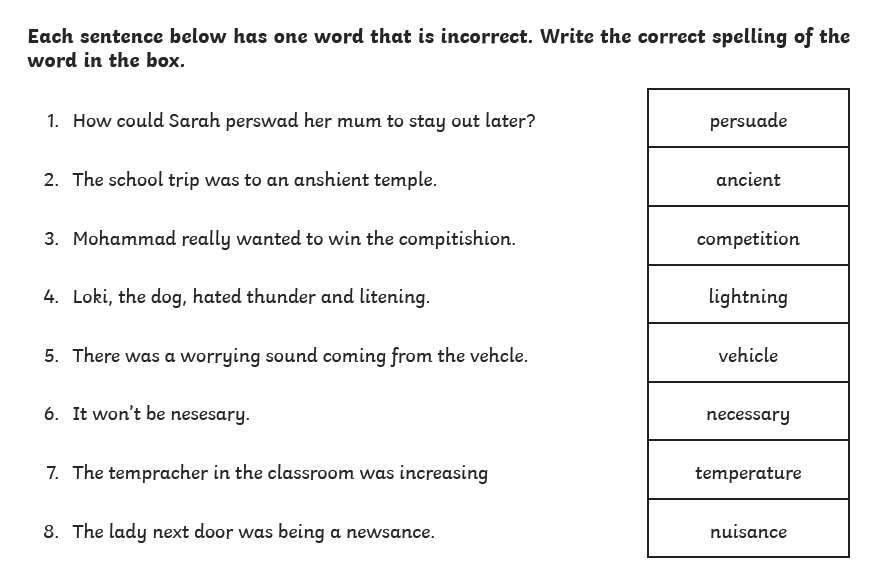 Each sentence below has one word that is incorrect. Write the correct spelling of the
word in the box.
1. How could Sarah perswad her mum to stay out later? persuade
2. The school trip was to an anshient temple. ancient
3. Mohammad really wanted to win the compitishion. competition
4. Loki, the dog, hated thunder and litening. lightning
5. There was a worrying sound coming from the vehcle. vehicle
6. It won't be nesesary. necessary
7. The tempracher in the classroom was increasing temperature
8. The lady next door was being a newsance. nuisance